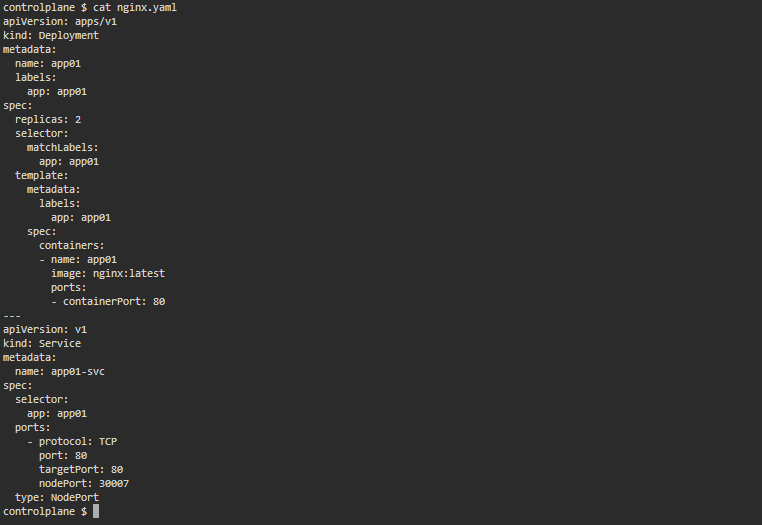 controlplane $ cat nginx.yaml
apiVersion: apps/v1
kind: Deployment
metadata:
  name: app01
  labels:
    app: app01
spec:
  replicas: 2
  selector:
    matchLabels:
      app: app01
  template:
    metadata:
      labels:
        app: app01
    spec:
      containers:
      - name: app01
        image: nginx:latest
        ports:
        - containerPort: 80
---
apiVersion: v1
kind: Service
metadata:
  name: app01-svc
spec:
  selector:
    app: app01
  ports:
    - protocol: TCP
      port: 80
      targetPort: 80
      nodePort: 30007
  type: NodePort
controlplane $